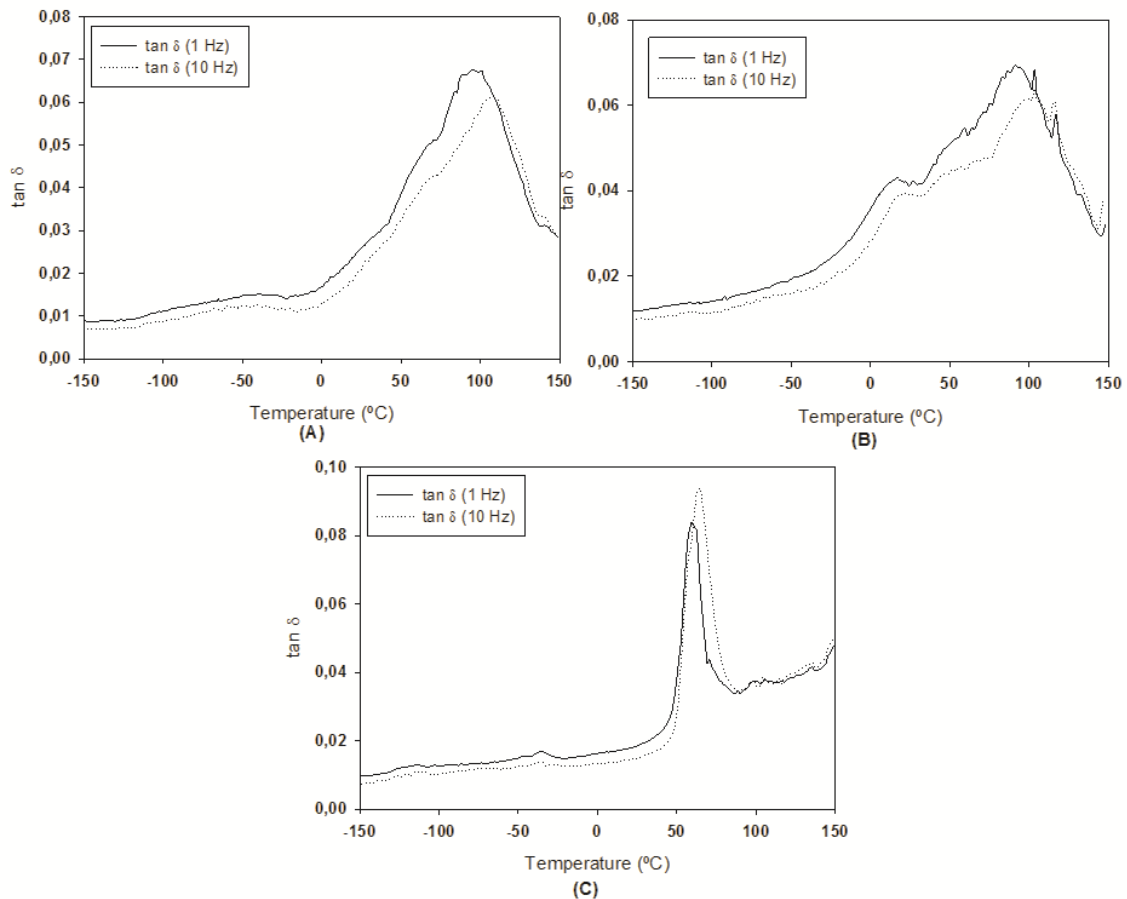 0,08
0,07
0,06
0,05
0,04
0,03
0,02
0,01
0,00
tan δ
tan δ (1 Hz)
tan δ (10 Hz)
-150 -100 -50 0 50 100 150
Temperature (ºC)
(A)
0,08
0,06
0,04
0,02
0,00
tan δ
tan δ (1 Hz)
tan δ (10 Hz)
-150 -100 -50 0 50 100 150
Temperature (ºC)
(B)
0,10
0,08
0,06
0,04
0,02
0,00
tan δ
tan δ (1 Hz)
tan δ (10 Hz)
-150 -100 -50 0 50 100 150
Temperature (ºC)
(C)